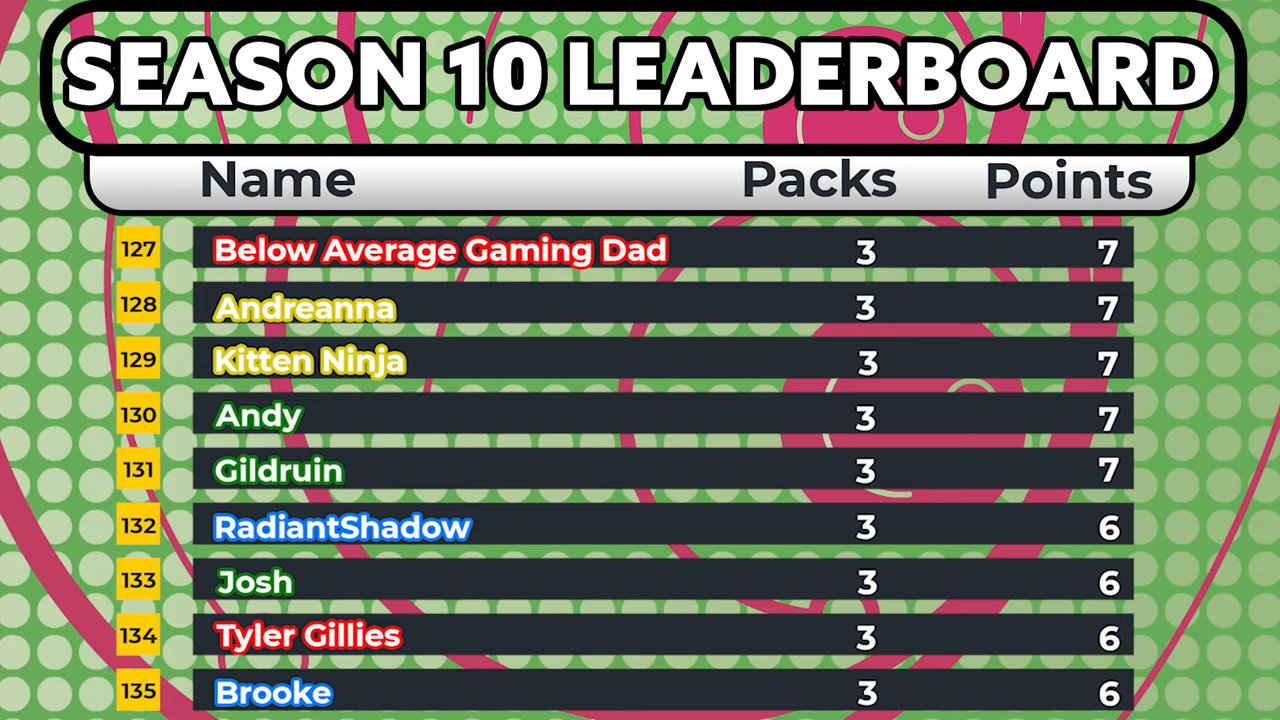 SEASON 10 LEADERBOARD
Name Packs Points
127 Below Average Gaming Dad 3 7
128 Andreanna 3 7
129 Kitten Ninja 3 7
130 Andy 3 7
131 Gildruin 3 7
132 RadiantShadow 3 6
133 Josh 3 6
134 Tyler Gillies 3 6
135 Brooke 3 6